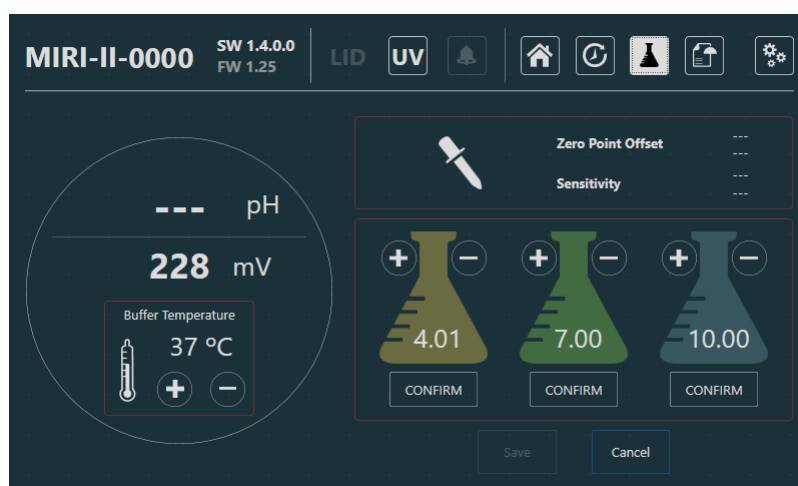 MIRI-II-0000
SW 1.4.0.0
FW 1.25
LID
UV
--- pH
228 mV
Buffer Temperature
37 ºC
Zero Point Offset
---
---
Sensitivity
---
---
4.01
7.00
10.00
CONFIRM
CONFIRM
CONFIRM
Save
Cancel